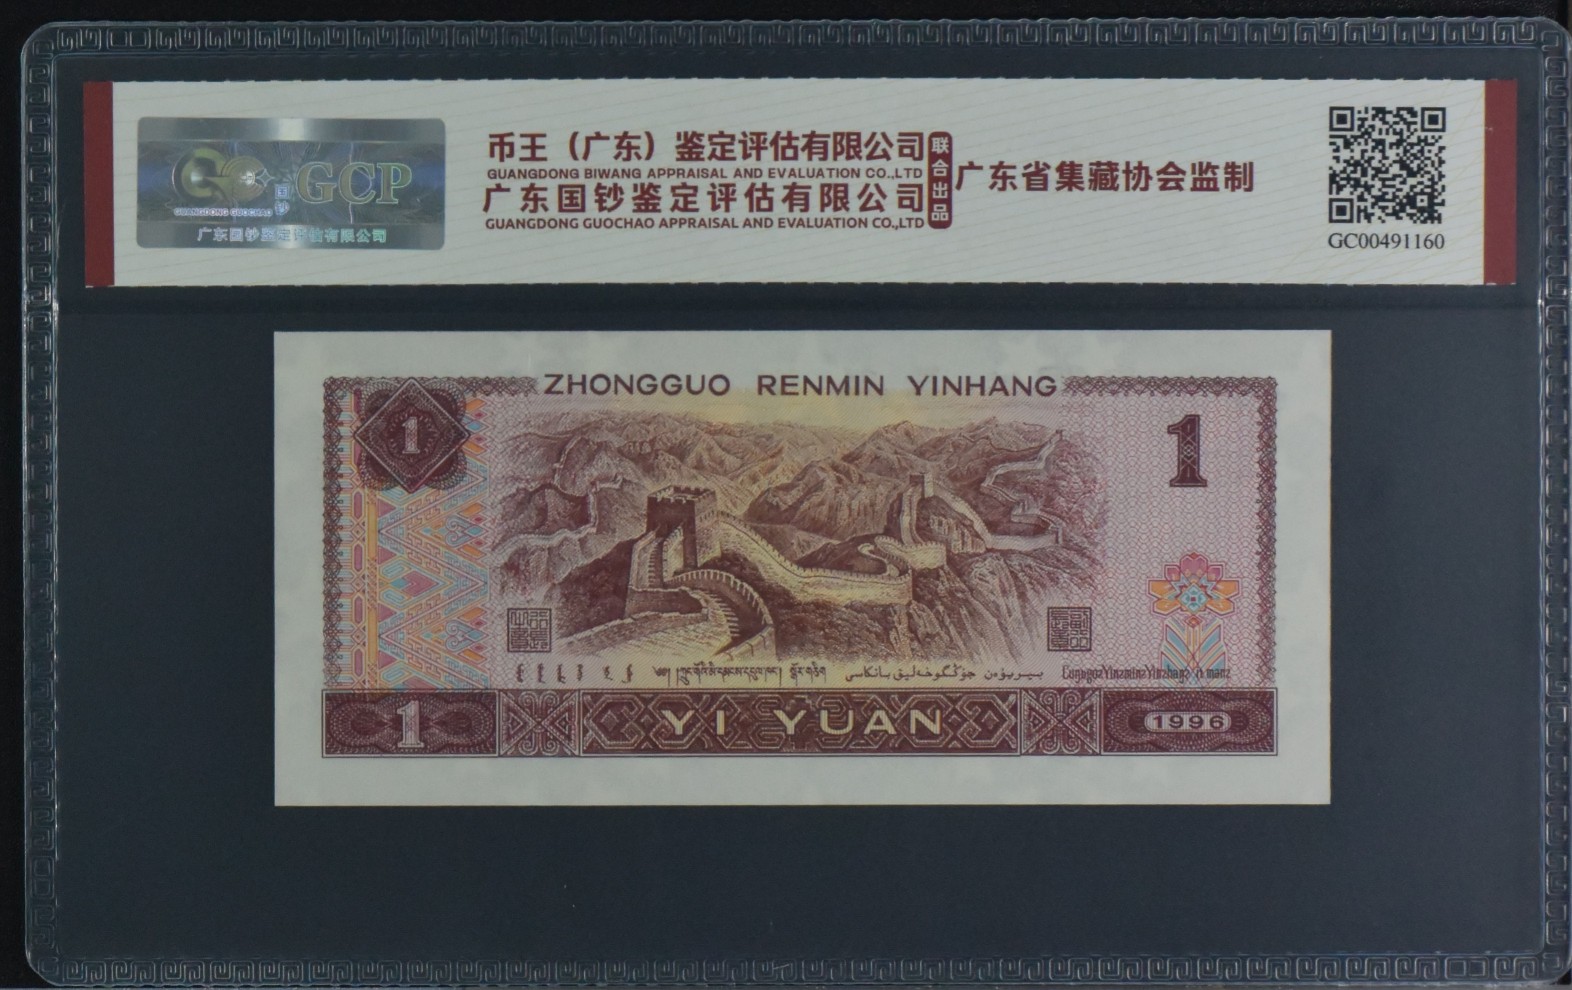 GCP
国钞
GUANGDONG GUOCHAO
广东国钞鉴定评估有限公司
币王（广东）鉴定评估有限公司
GUANGDONG BIWANG APPRAISAL AND EVALUATION CO.,LTD
广东国钞鉴定评估有限公司
GUANGDONG GUOCHAO APPRAISAL AND EVALUATION CO.,LTD
联合出品
广东省集藏协会监制
GC00491160
ZHONGGUO RENMIN YINHANG
1
1
جۇڭگوخەلىق بانكاسى
1
YI YUAN
1996